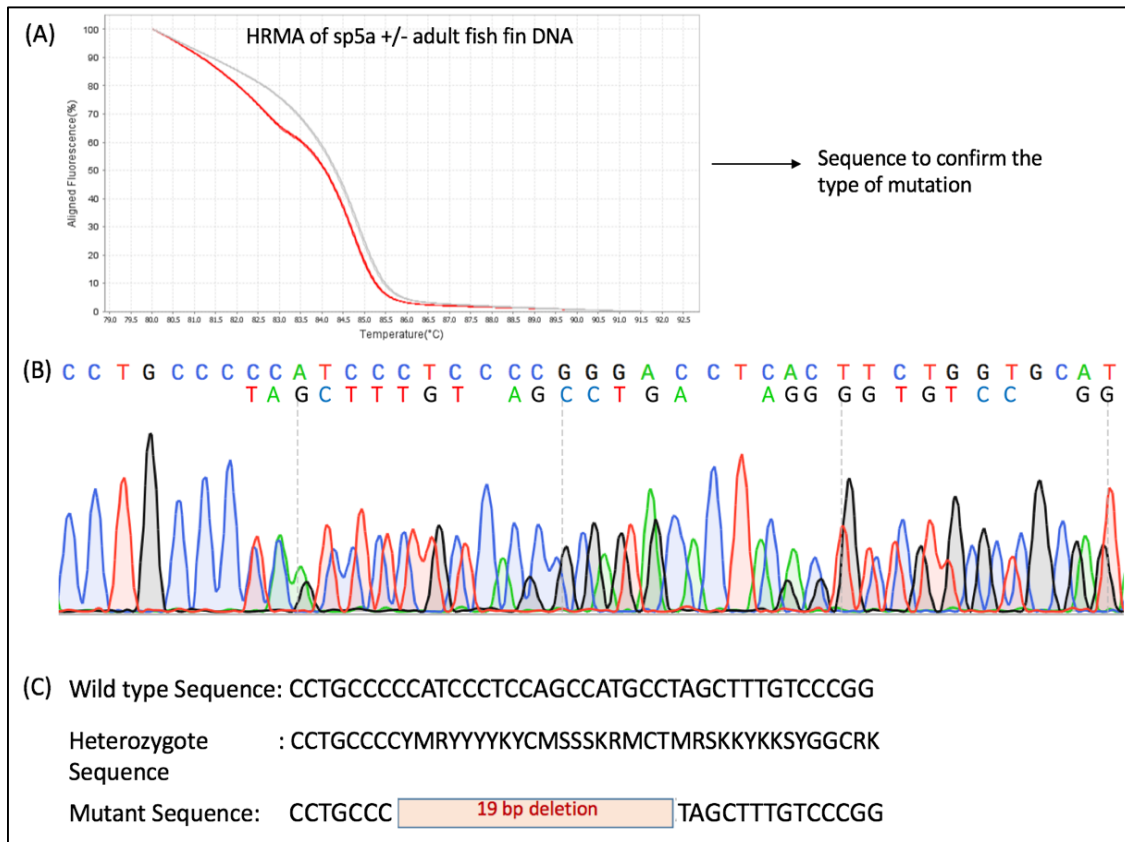 (A)
HRMA of sp5a +/- adult fish fin DNA
Aligned Fluorescence(%)
100
90
80
70
60
50
40
30
20
10
0
79.0 79.5 80.0 80.5 81.0 81.5 82.0 82.5 83.0 83.5 84.0 84.5 85.0 85.5 86.0 86.5 87.0 87.5 88.0 88.5 89.0 89.5 90.0 90.5 91.0 91.5 92.0 92.5
Temperature(°C)
Sequence to confirm the
type of mutation
(B)
C C T G C C C C C A T C C C T C C C C G G G A C C T C A C T T C T G G T G C A T
T A G C T T T G T A G C C T G A A G G G G T G T C C G G
(C)
Wild type Sequence: CCTGCCCCCATCCCTCCAGCCATGCCTAGCTTTGTCCCGG
Heterozygote : CCTGCCCCYMRYYYYKYCMSSSKRMCTMRSKKYKKSYGGCRK
Sequence
Mutant Sequence: CCTGCCC 19 bp deletion TAGCTTTGTCCCGG